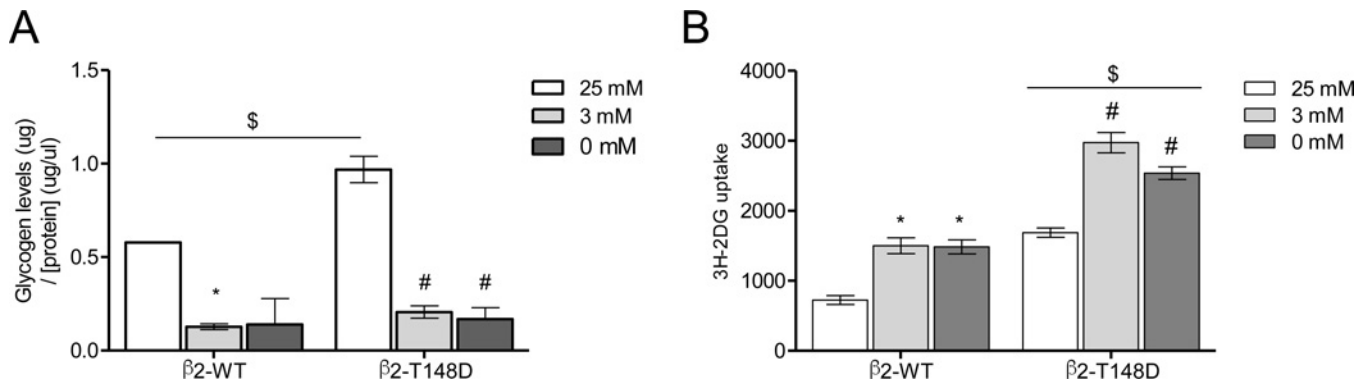 A
Glycogen levels (ug)
/ [protein] (ug/ul)
1.5
1.0
0.5
0.0
$
*
#
#
β2-WT
β2-T148D
25 mM
3 mM
0 mM
B
3H-2DG uptake
4000
3000
2000
1000
0
$
*
*
#
#
β2-WT
β2-T148D
25 mM
3 mM
0 mM